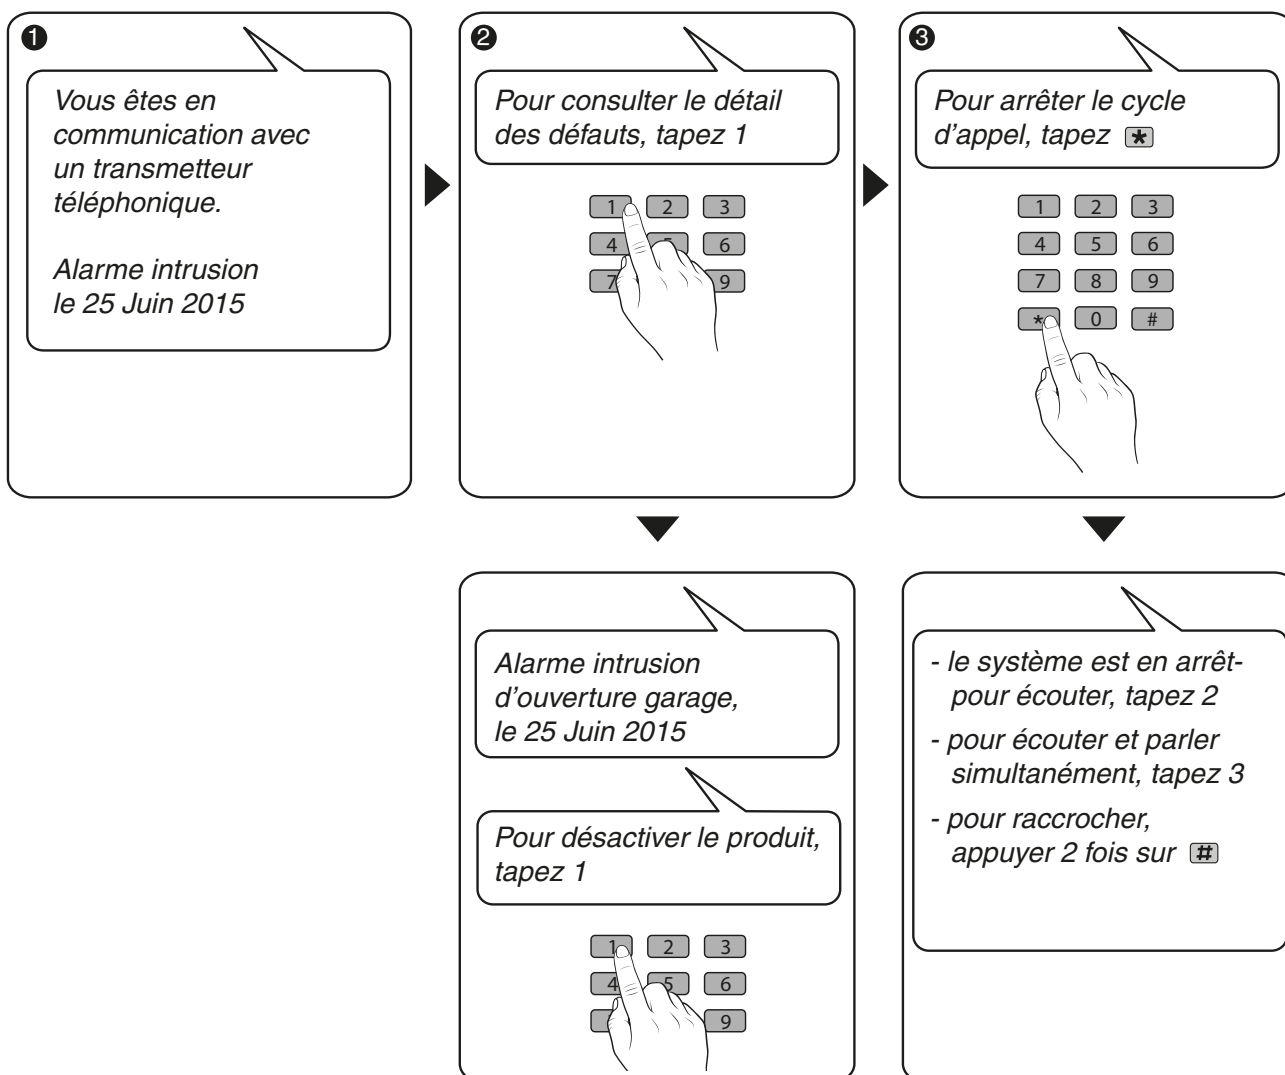 1
Vous êtes en
communication avec
un transmetteur
téléphonique.
Alarme intrusion
le 25 Juin 2015
2
Pour consulter le détail
des défauts, tapez 1
1 2 3
4 5 6
7 9
3
Pour arrêter le cycle
d'appel, tapez *
1 2 3
4 5 6
7 8 9
* 0 #
Alarme intrusion
d'ouverture garage,
le 25 Juin 2015
Pour désactiver le produit,
tapez 1
1 2 3
4 5 6
9
- le système est en arrêt-
pour écouter, tapez 2
- pour écouter et parler
simultanément, tapez 3
- pour raccrocher,
appuyer 2 fois sur #